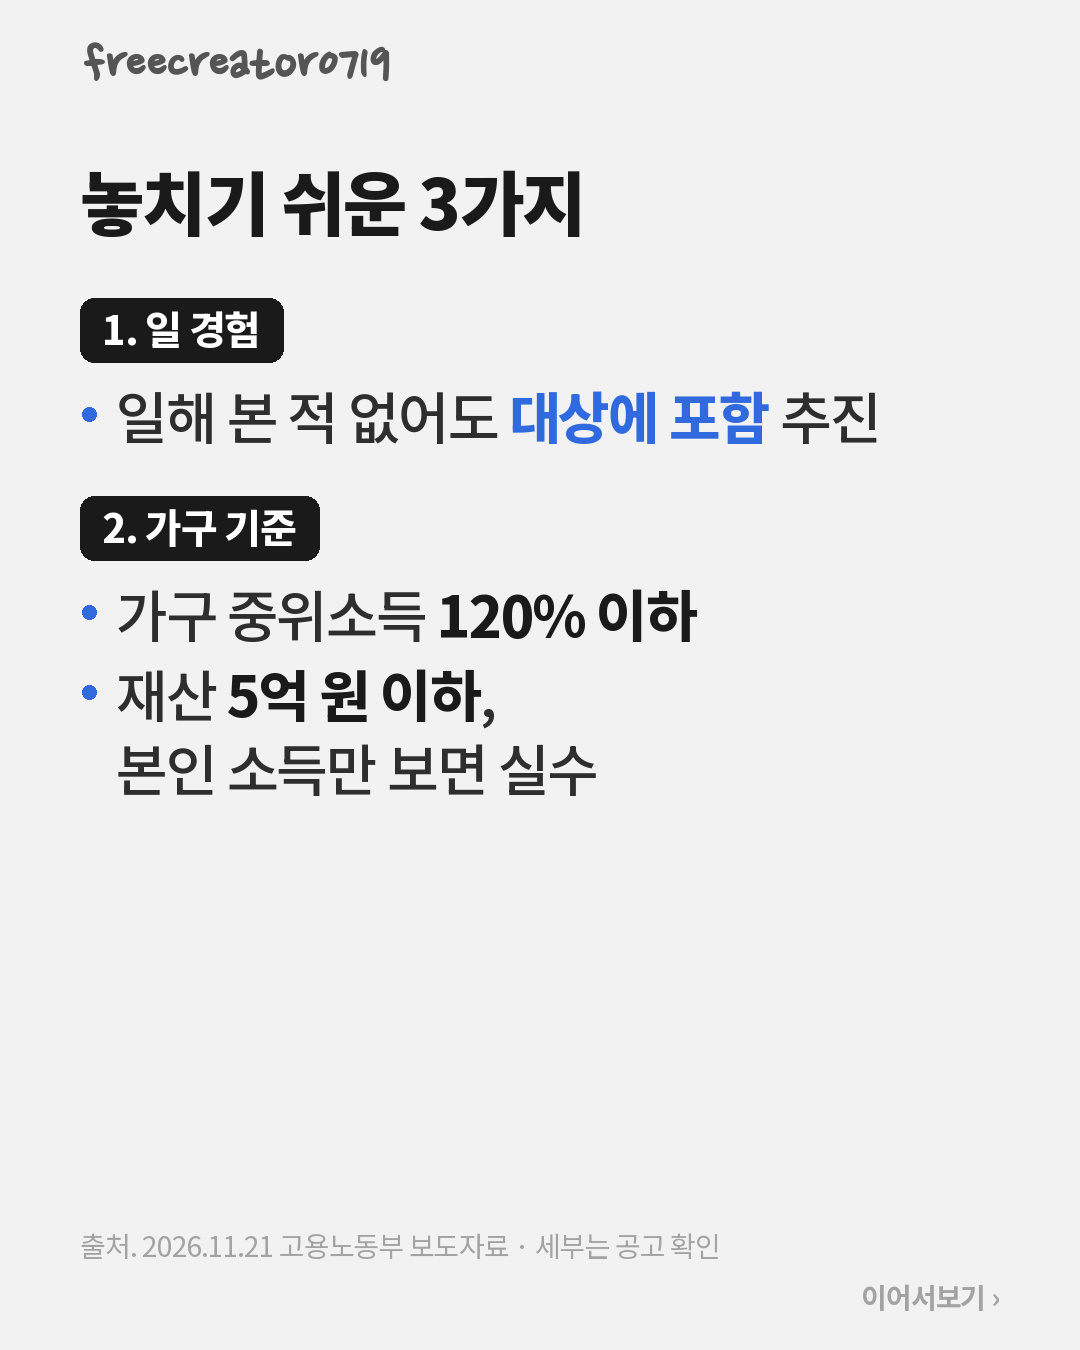 freecreator0719
놓치기 쉬운 3가지
1. 일 경험
• 일해 본 적 없어도 대상에 포함 추진
2. 가구 기준
• 가구 중위소득 120% 이하
• 재산 5억 원 이하,
본인 소득만 보면 실수
출처. 2026.11.21 고용노동부 보도자료 · 세부는 공고 확인
이어서보기 ›